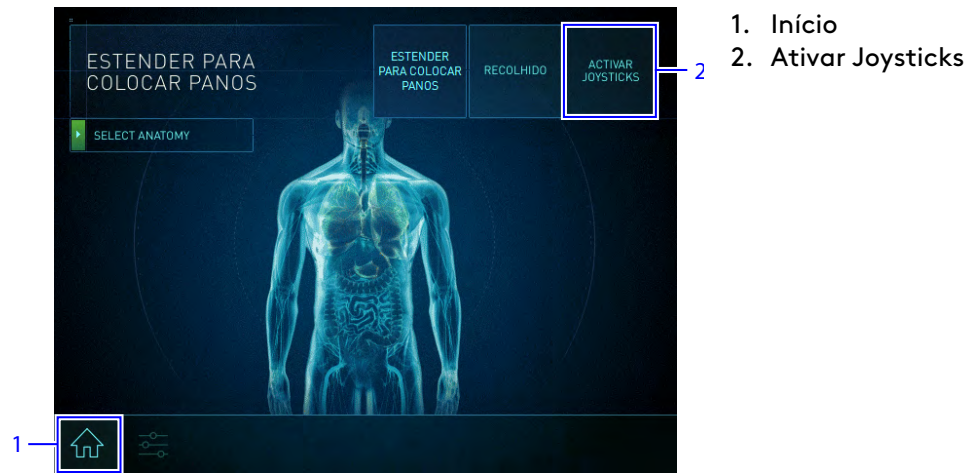 ESTENDER PARA
COLOCAR PANOS
ESTENDER
PARA COLOCAR
PANOS
RECOLHIDO
ACTIVAR
JOYSTICKS
SELECT ANATOMY
1
2
1. Início
2. Ativar Joysticks